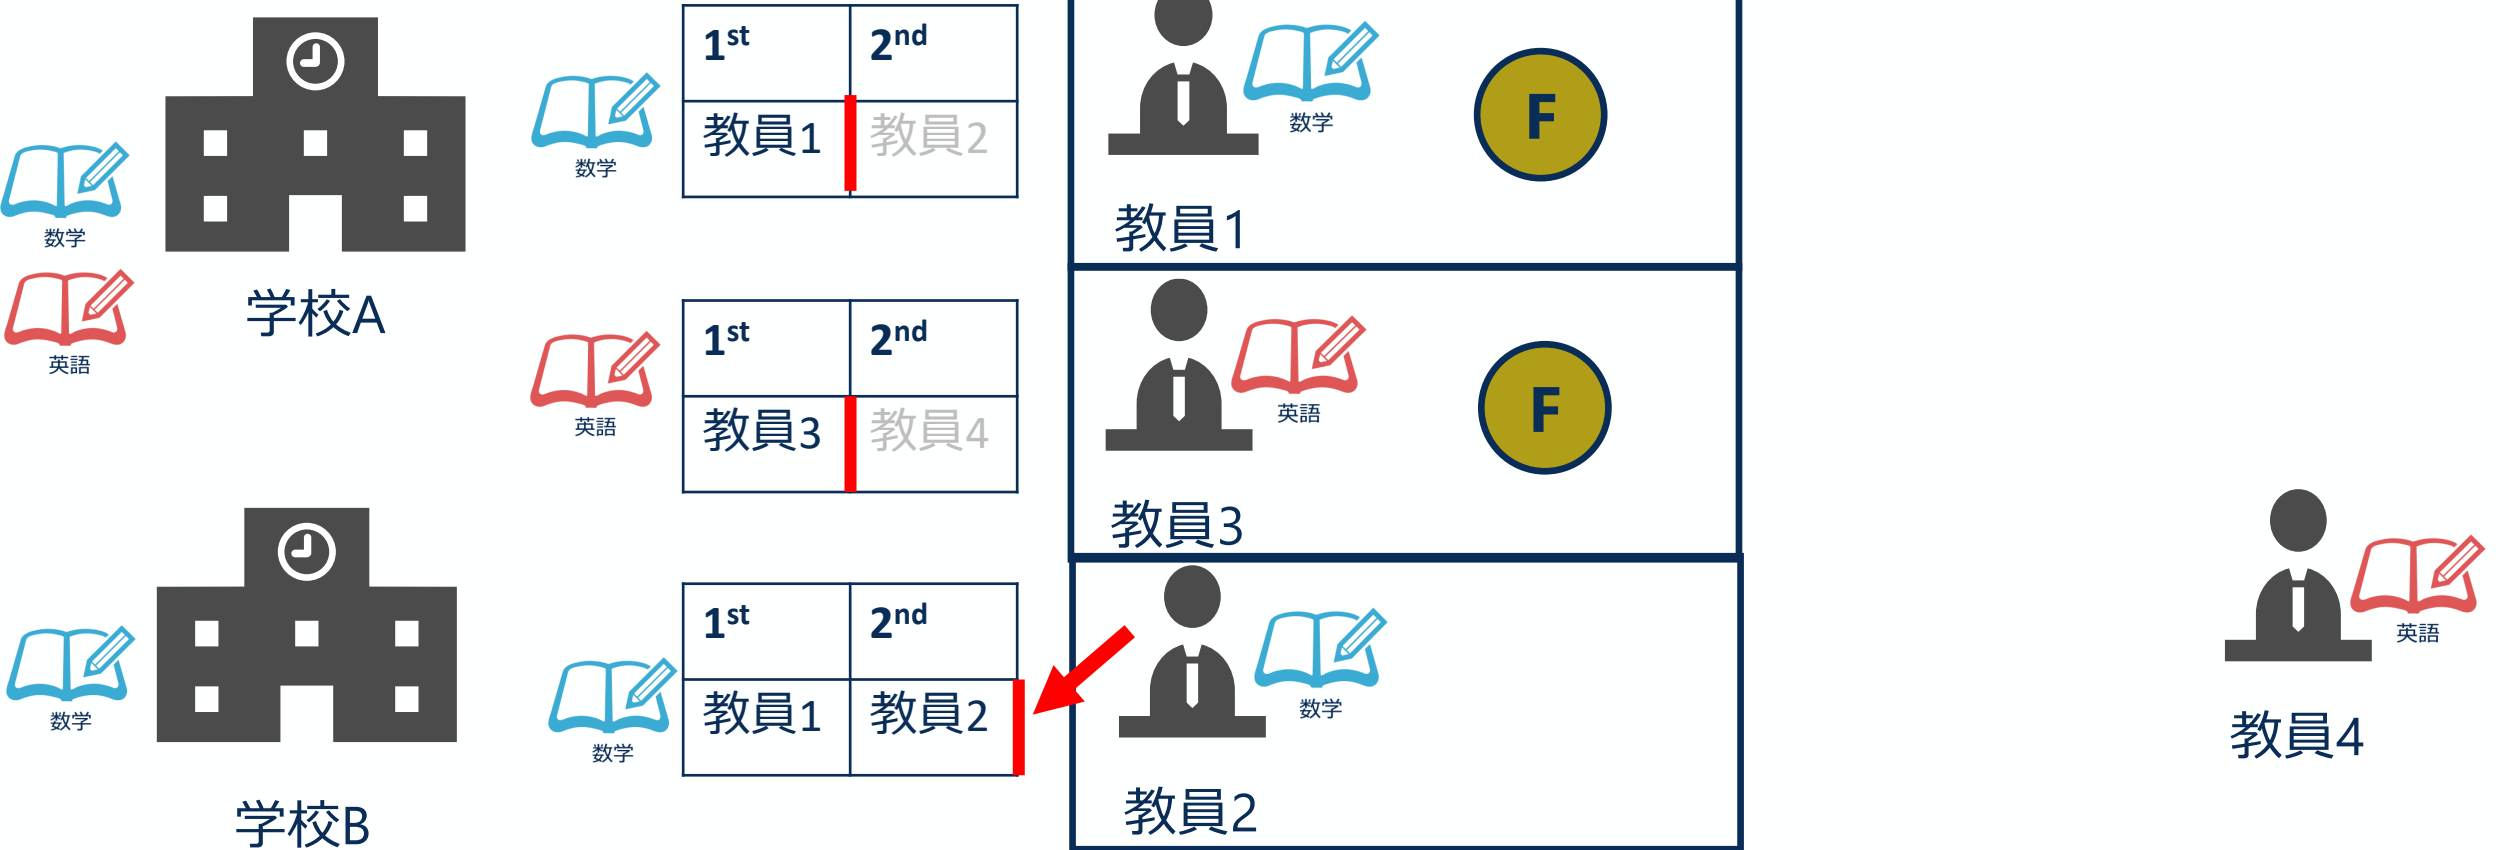 数学
英語
学校A
数学
学校B
数学
1st 2nd
教員1 教員2
英語
1st 2nd
教員3 教員4
数学
1st 2nd
教員1 教員2
数学
F
教員1
英語
F
教員3
数学
教員2
英語
教員4